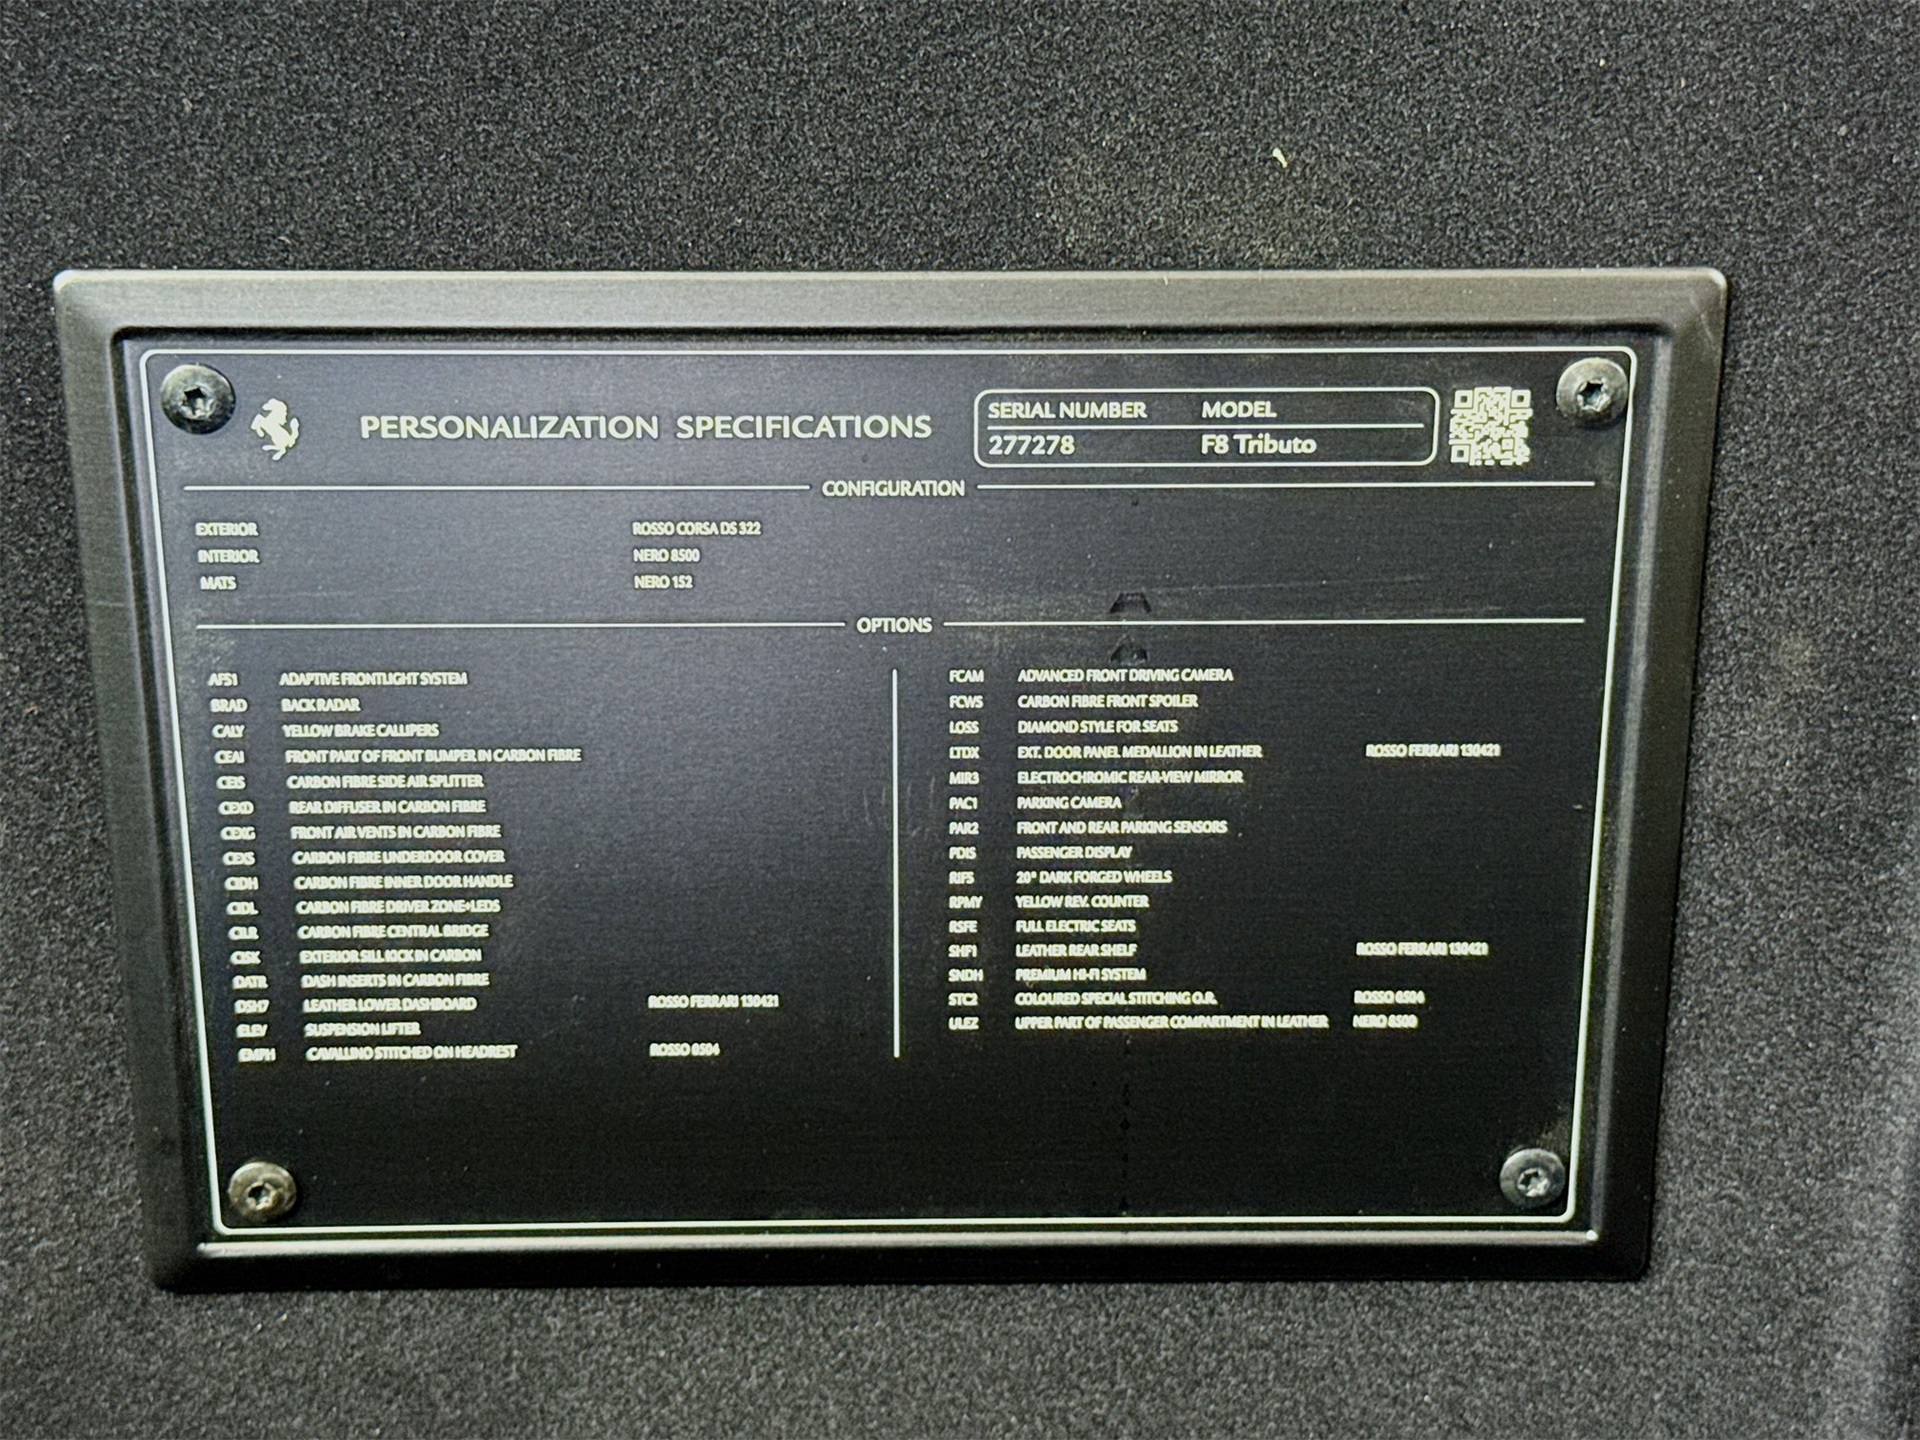 PERSONALIZATION SPECIFICATIONS
SERIAL NUMBER MODEL
277278 F8 Tributo
CONFIGURATION
EXTERIOR ROSSO CORSA DS 322
INTERIOR NERO 8500
MATS NERO 152
OPTIONS
AFS1 ADAPTIVE FRONTLIGHT SYSTEM
BRAD BACK RADAR
CALY YELLOW BRAKE CALLIPERS
CEA1 FRONT PART OF FRONT BUMPER IN CARBON FIBRE
CEIS CARBON FIBRE SIDE AIR SPLITTER
CEXD REAR DIFFUSER IN CARBON FIBRE
CEXG FRONT AIR VENTS IN CARBON FIBRE
CEXS CARBON FIBRE UNDERDOOR COVER
CIDH CARBON FIBRE INNER DOOR HANDLE
CIDL CARBON FIBRE DRIVER ZONE+LEDS
CILR CARBON FIBRE CENTRAL BRIDGE
CISK EXTERIOR SILL KICK IN CARBON
DATR DASH INSERTS IN CARBON FIBRE
DSH7 LEATHER LOWER DASHBOARD ROSSO FERRARI 130421
ELEV SUSPENSION LIFTER
EMPH CAVALLINO STITCHED ON HEADREST ROSSO 0504
FCAM ADVANCED FRONT DRIVING CAMERA
FCWS CARBON FIBRE FRONT SPOILER
LOSS DIAMOND STYLE FOR SEATS
LTDX EXT. DOOR PANEL MEDALLION IN LEATHER ROSSO FERRARI 130421
MIR3 ELECTROCHROMIC REAR-VIEW MIRROR
PAC1 PARKING CAMERA
PAR2 FRONT AND REAR PARKING SENSORS
PDIS PASSENGER DISPLAY
RIF5 20" DARK FORGED WHEELS
RPMY YELLOW REV. COUNTER
RSFE FULL ELECTRIC SEATS
SHF1 LEATHER REAR SHELF ROSSO FERRARI 130421
SNDH PREMIUM HI-FI SYSTEM
STC2 COLOURED SPECIAL STITCHING O.R. ROSSO 0504
ULEZ UPPER PART OF PASSENGER COMPARTMENT IN LEATHER NERO 8500